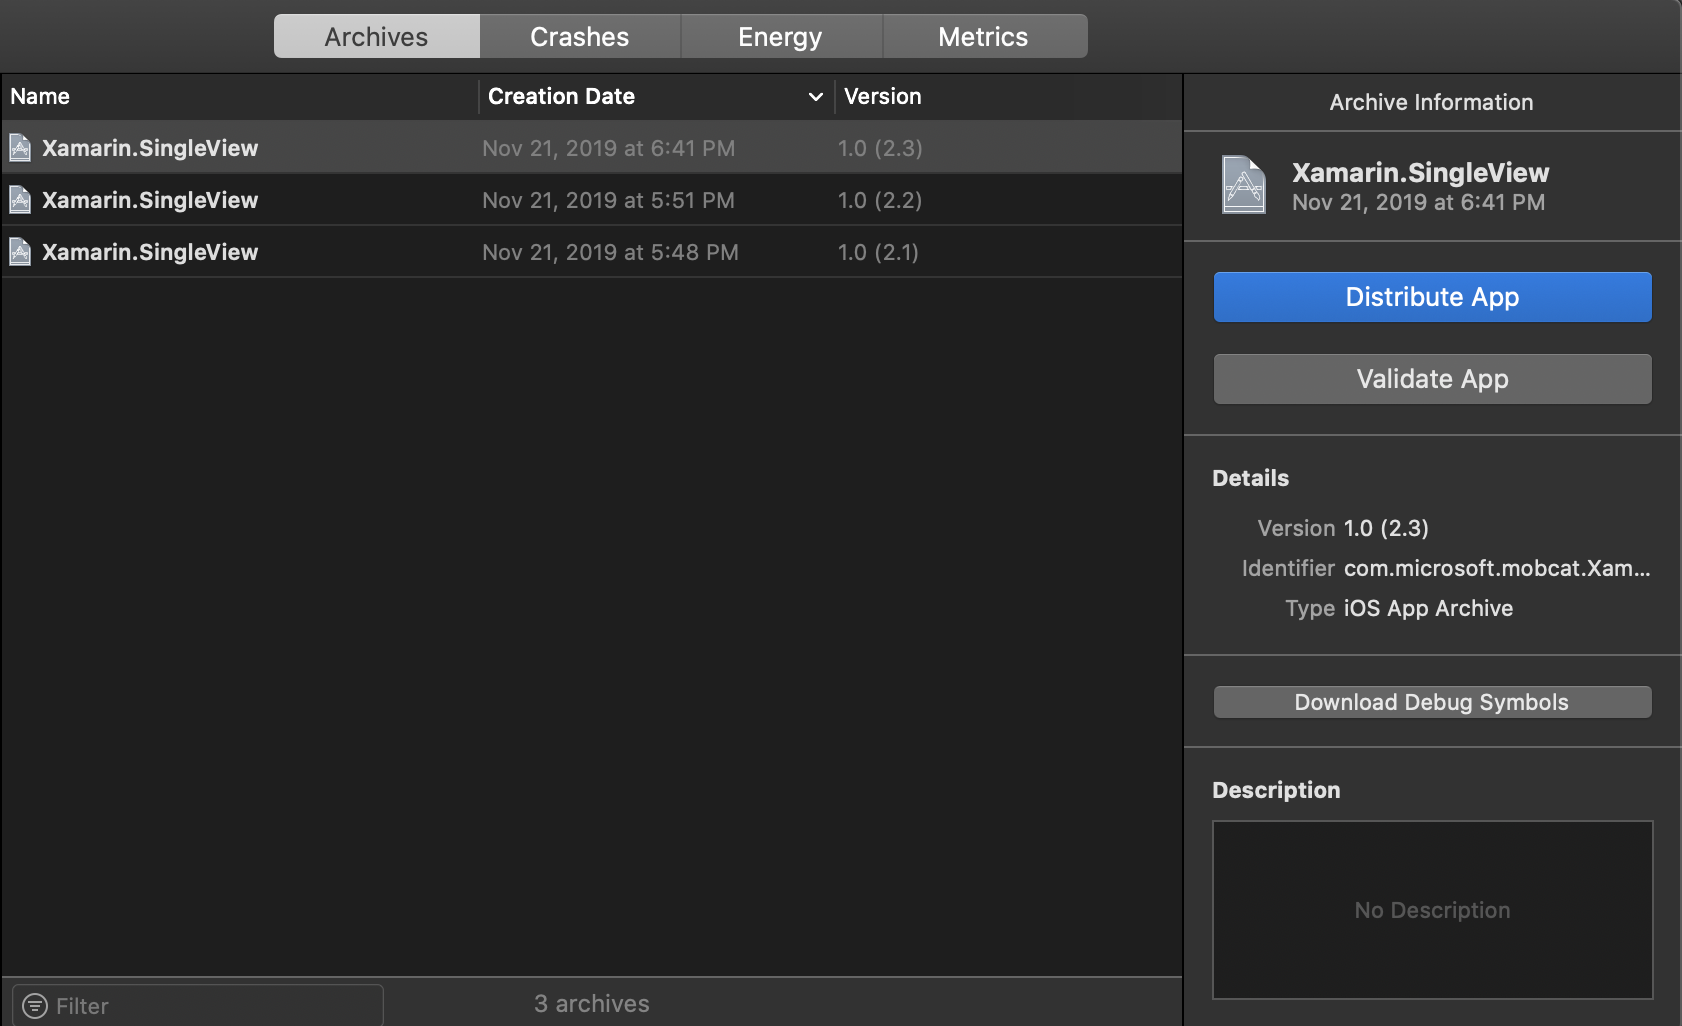 Archives Crashes Energy Metrics
Name Creation Date Version
Xamarin.SingleView Nov 21, 2019 at 6:41 PM 1.0 (2.3)
Xamarin.SingleView Nov 21, 2019 at 5:51 PM 1.0 (2.2)
Xamarin.SingleView Nov 21, 2019 at 5:48 PM 1.0 (2.1)
Filter 3 archives
Archive Information
Xamarin.SingleView
Nov 21, 2019 at 6:41 PM
Distribute App
Validate App
Details
Version 1.0 (2.3)
Identifier com.microsoft.mobcat.Xam...
Type iOS App Archive
Download Debug Symbols
Description
No Description